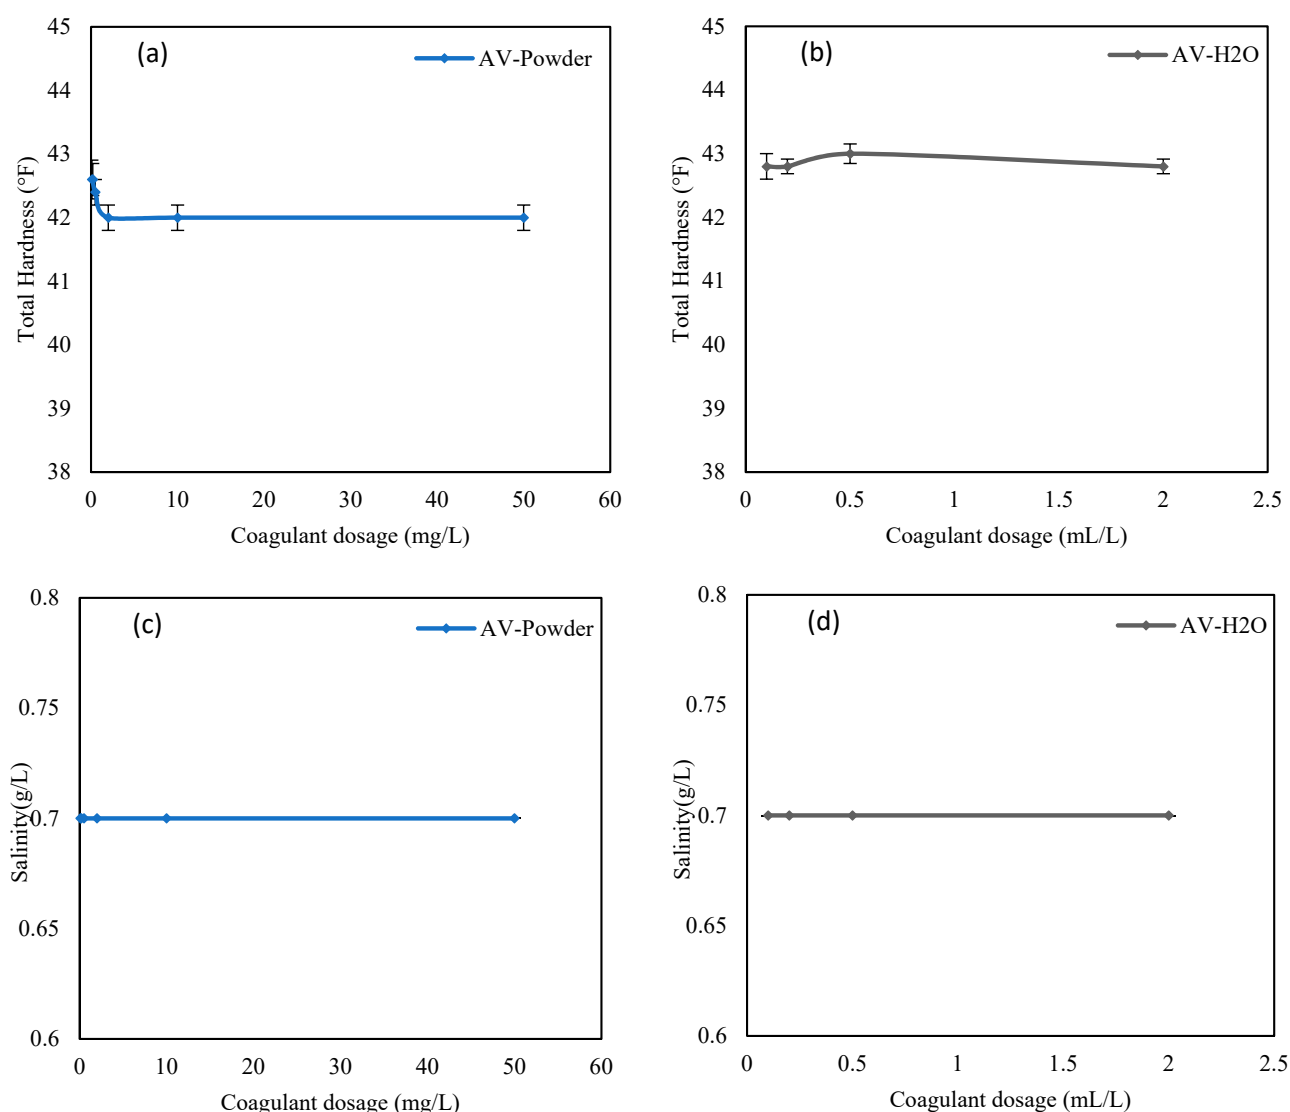 (a)
AV-Powder
45
44
43
42
41
40
39
38
Total Hardness (°F)
0 10 20 30 40 50 60
Coagulant dosage (mg/L)
(b)
AV-H2O
45
44
43
42
41
40
39
38
Total Hardness (°F)
0 0.5 1 1.5 2 2.5
Coagulant dosage (mL/L)
(c)
AV-Powder
0.8
0.75
0.7
0.65
0.6
Salinity(g/L)
0 10 20 30 40 50 60
Coagulant dosage (mg/L)
(d)
AV-H2O
0.8
0.75
0.7
0.65
0.6
Salinity(g/L)
0 0.5 1 1.5 2 2.5
Coagulant dosage (mL/L)